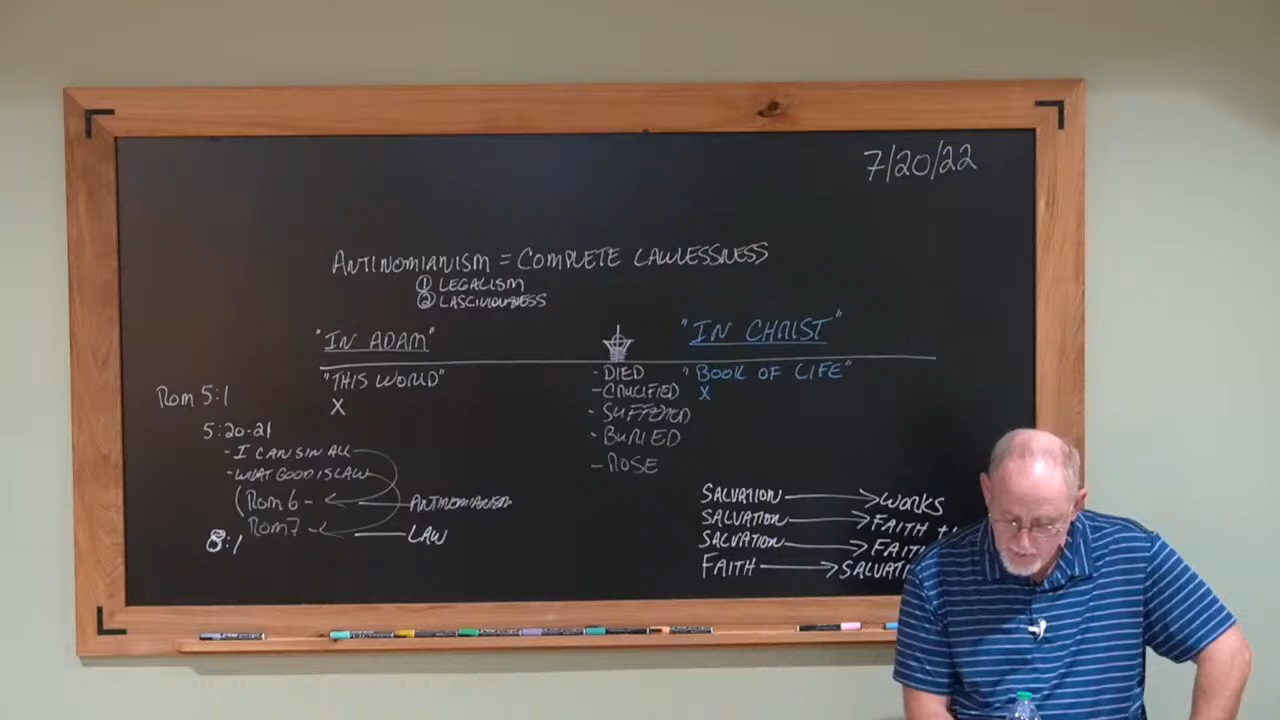 7/20/22
ANTINOMIANISM = COMPLETE LAWLESSNESS
① LEGALISM
② LASCIVIOUSNESS
"IN ADAM"
"IN CHRIST"
"THIS WORLD"
X
- DIED
- CRUCIFIED
- SUFFERED
- BURIED
- ROSE
"BOOK OF LIFE"
X
Rom 5:1
5:20-21
- I CAN SIN ALL
- WHAT GOOD IS LAW
(Rom 6 -
ANTINOMIANISM
Rom 7
LAW
8:1
SALVATION → WORKS
SALVATION → FAITH
SALVATION → FAIT
FAITH → SALVATI